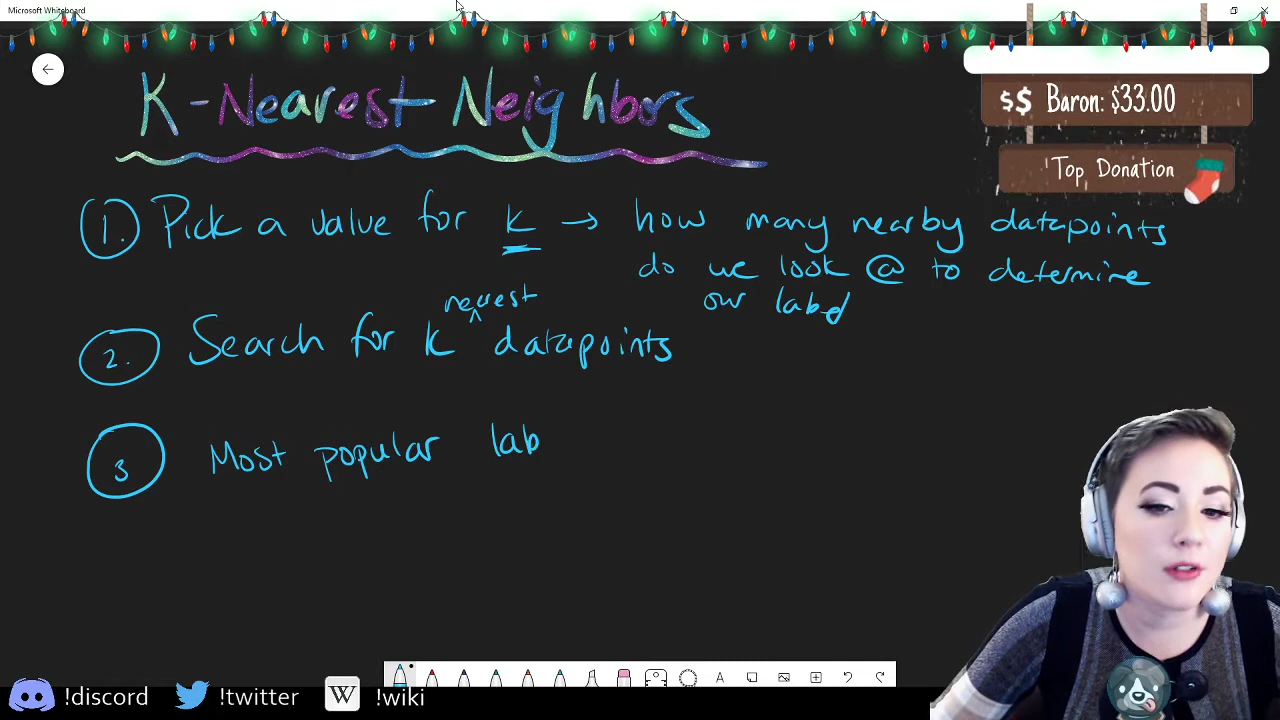 Microsoft Whiteboard
K-Nearest-Neighbors
$$ Baron: $33.00
Top Donation
1. Pick a value for k → how many nearby datapoints
do we look @ to determine
our label
nearest
2. Search for k ^ datapoints
3 Most popular lab
!discord !twitter W !wiki